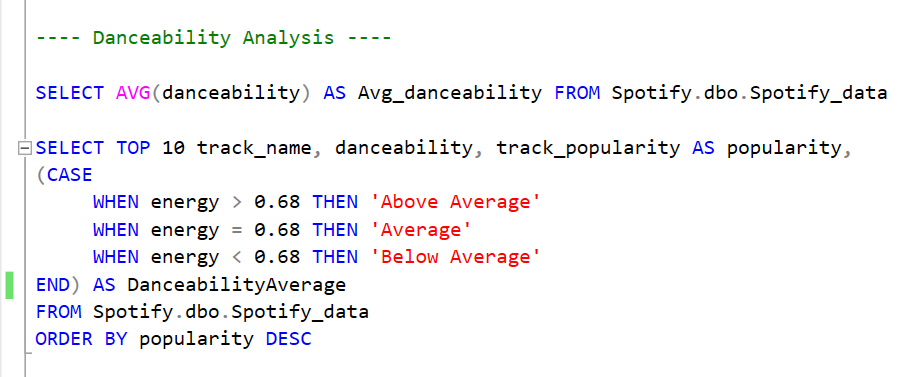 ---- Danceability Analysis ----
SELECT AVG(danceability) AS Avg_danceability FROM Spotify.dbo.Spotify_data
SELECT TOP 10 track_name, danceability, track_popularity AS popularity,
(CASE
WHEN energy > 0.68 THEN 'Above Average'
WHEN energy = 0.68 THEN 'Average'
WHEN energy < 0.68 THEN 'Below Average'
END) AS DanceabilityAverage
FROM Spotify.dbo.Spotify_data
ORDER BY popularity DESC